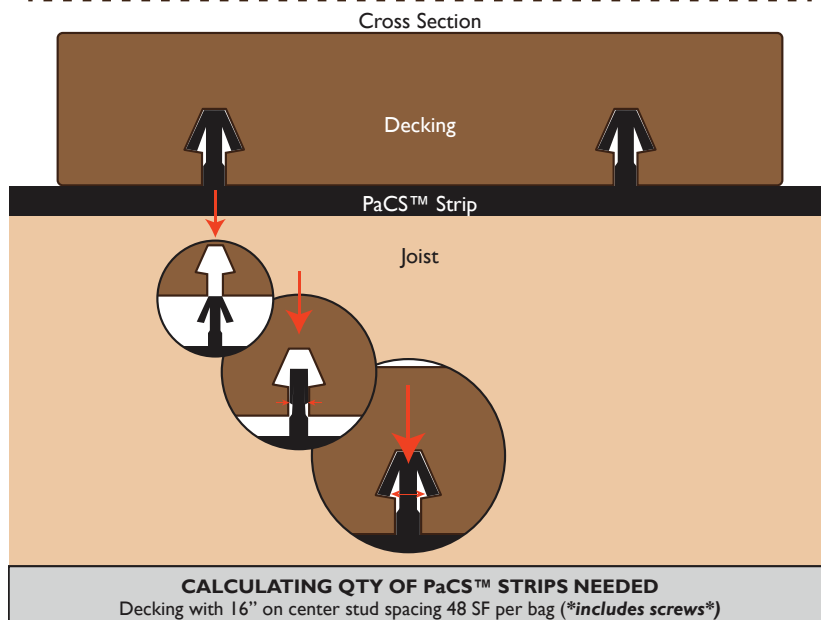 Cross Section
Decking
PaCS™ Strip
Joist
CALCULATING QTY OF PaCS™ STRIPS NEEDED
Decking with 16” on center stud spacing 48 SF per bag (*includes screws*)